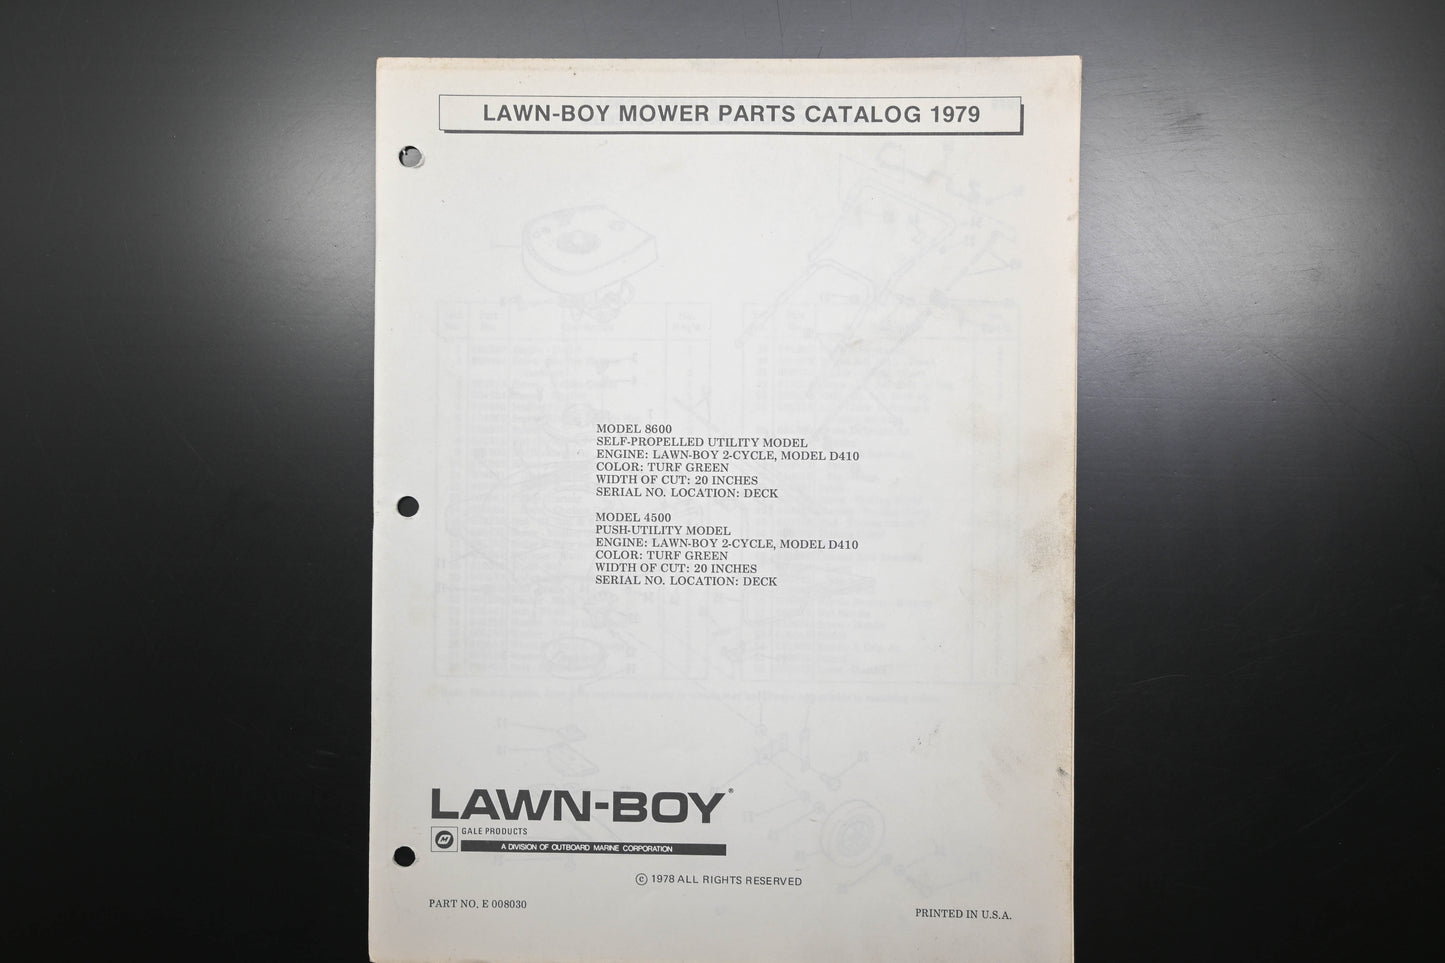 LAWN-BOY MOWER PARTS CATALOG 1979
MODEL 8600
SELF-PROPELLED UTILITY MODEL
ENGINE: LAWN-BOY 2-CYCLE, MODEL D410
COLOR: TURF GREEN
WIDTH OF CUT: 20 INCHES
SERIAL NO. LOCATION: DECK
MODEL 4500
PUSH-UTILITY MODEL
ENGINE: LAWN-BOY 2-CYCLE, MODEL D410
COLOR: TURF GREEN
WIDTH OF CUT: 20 INCHES
SERIAL NO. LOCATION: DECK
LAWN-BOY®
GALE PRODUCTS
A DIVISION OF OUTBOARD MARINE CORPORATION
© 1978 ALL RIGHTS RESERVED
PART NO. E 008030
PRINTED IN U.S.A.